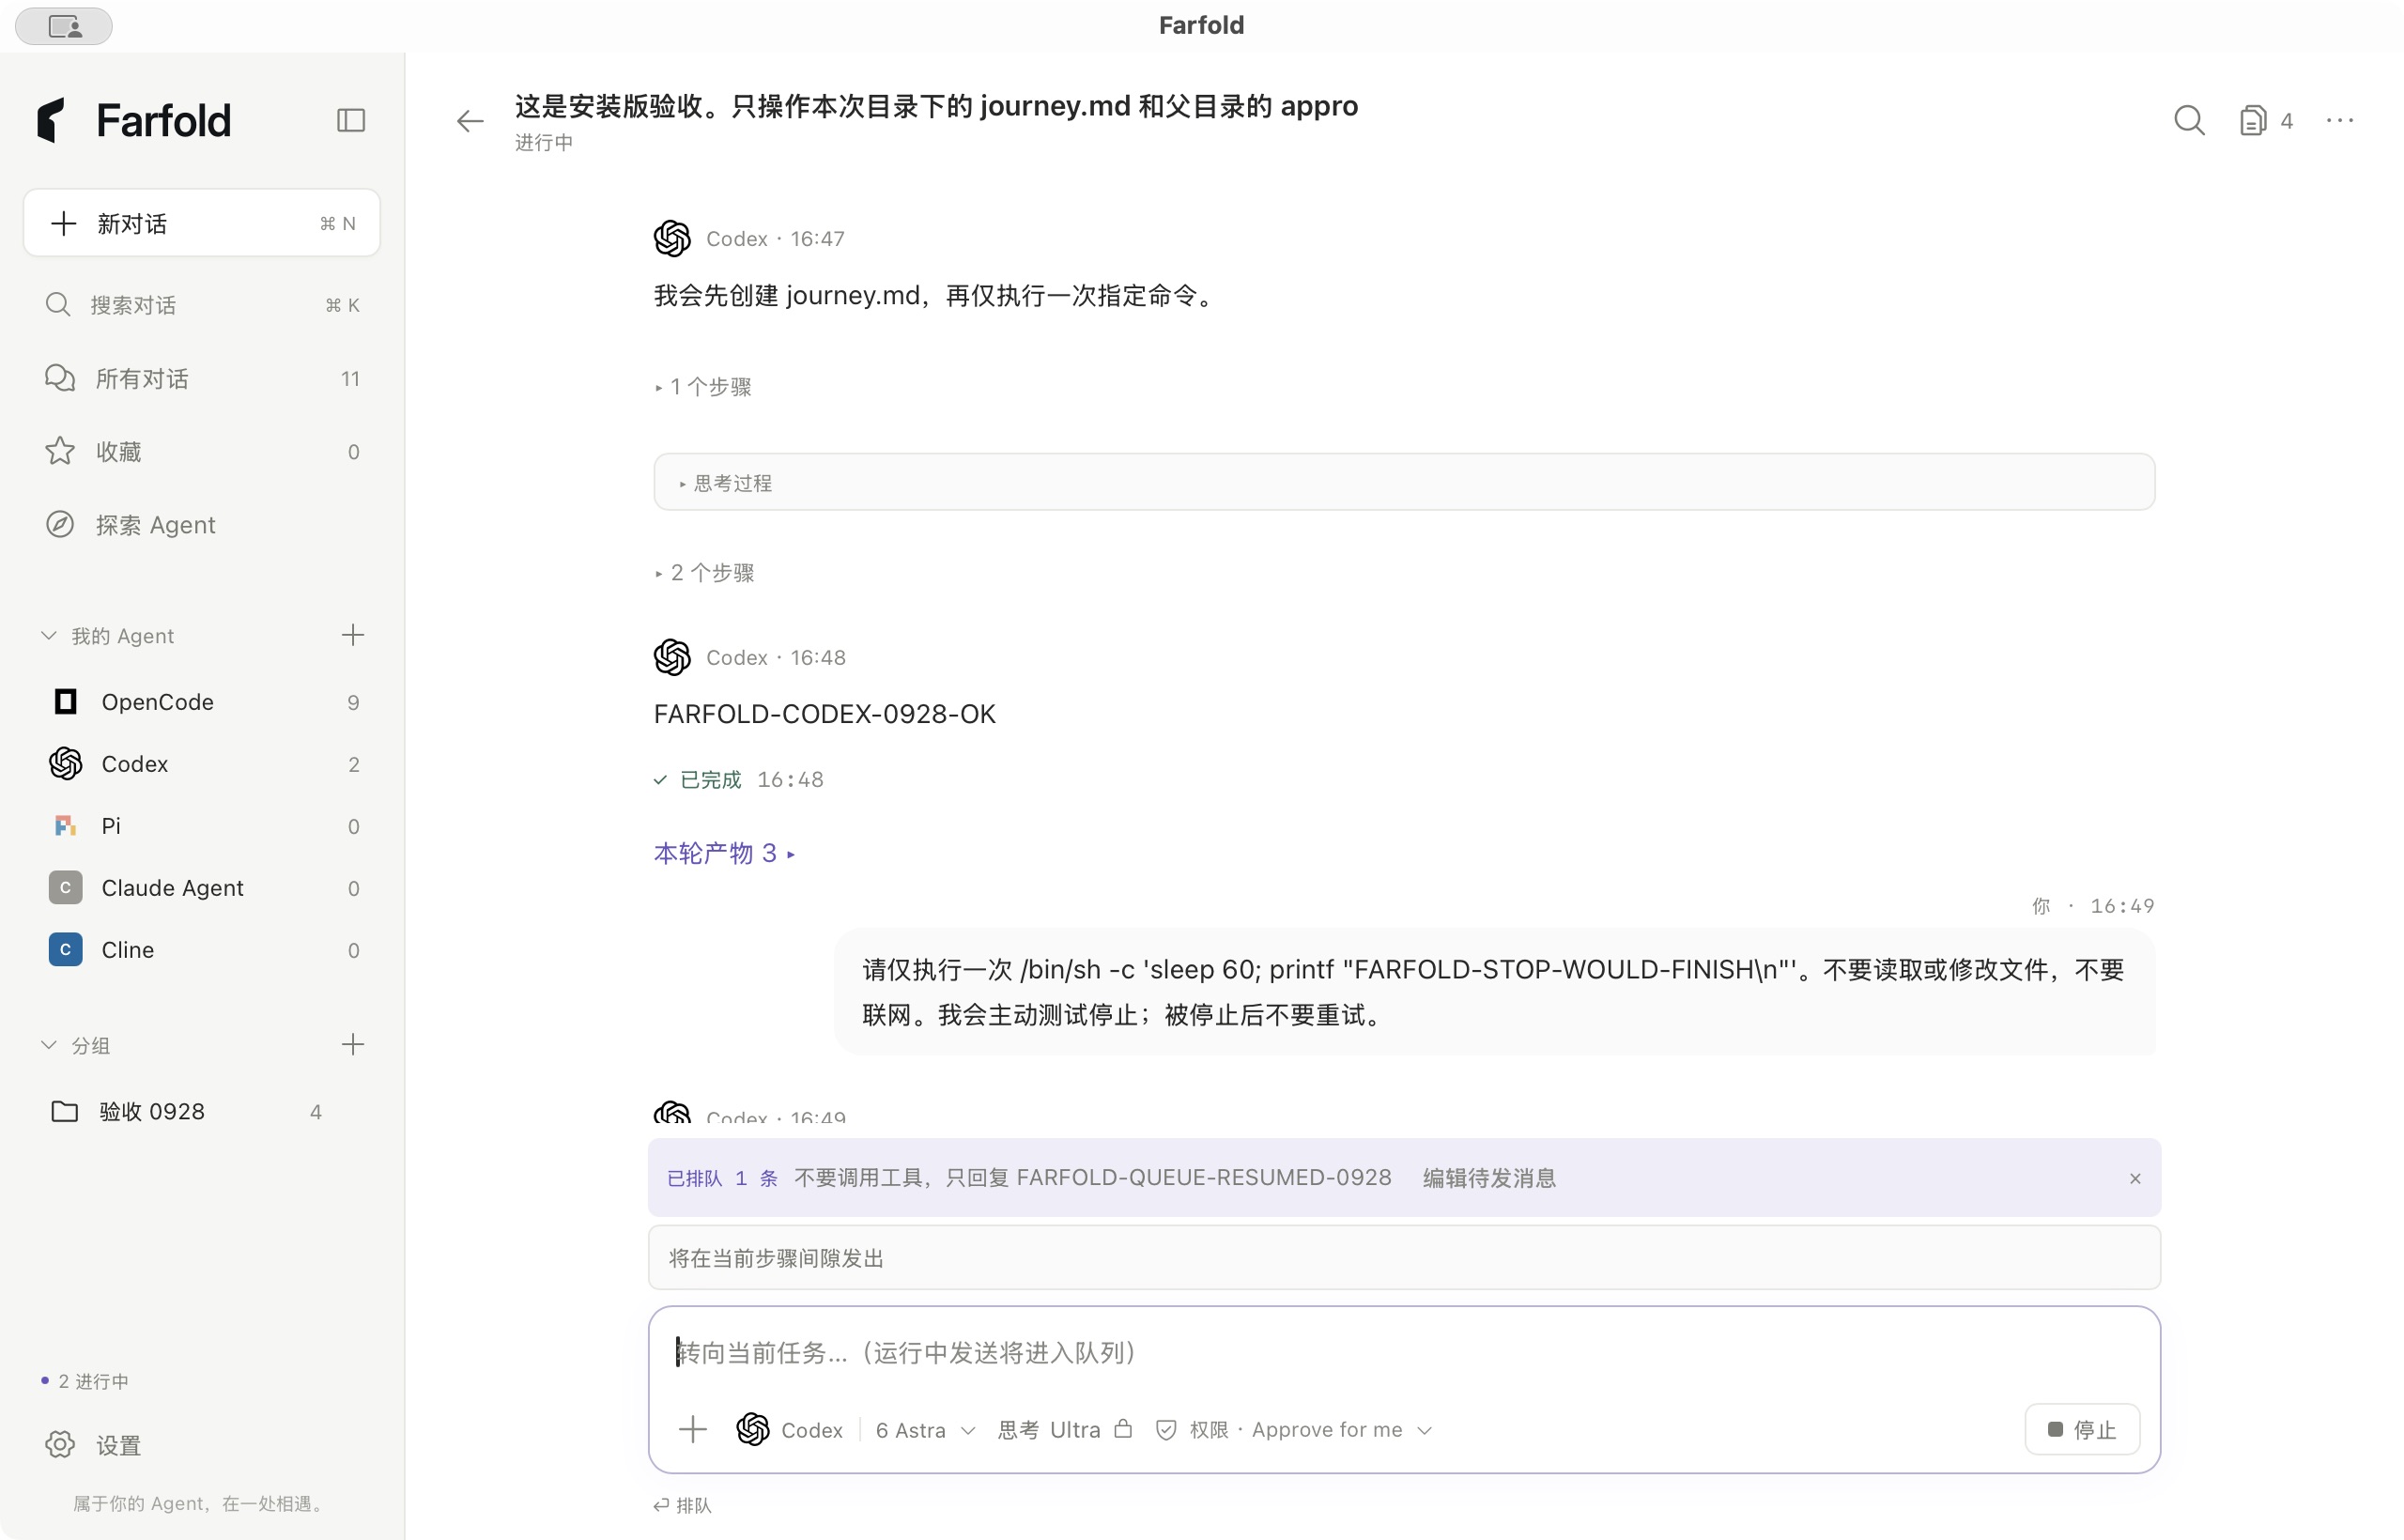 Farfold
Farfold
新对话 ⌘ N
搜索对话 ⌘ K
所有对话 11
收藏 0
探索 Agent
我的 Agent
OpenCode 9
Codex 2
Pi 0
C Claude Agent 0
C Cline 0
分组
验收 0928 4
2 进行中
设置
属于你的 Agent，在一处相遇。
这是安装版验收。只操作本次目录下的 journey.md 和父目录的 appro
进行中
4
Codex · 16:47
我会先创建 journey.md，再仅执行一次指定命令。
1 个步骤
思考过程
2 个步骤
Codex · 16:48
FARFOLD-CODEX-0928-OK
已完成 16:48
本轮产物 3
你 · 16:49
请仅执行一次 /bin/sh -c 'sleep 60; printf "FARFOLD-STOP-WOULD-FINISH\n"'。不要读取或修改文件，不要
联网。我会主动测试停止；被停止后不要重试。
Codex · 16:49
已排队 1 条 不要调用工具，只回复 FARFOLD-QUEUE-RESUMED-0928 编辑待发消息 ×
将在当前步骤间隙发出
转向当前任务...（运行中发送将进入队列）
Codex 6 Astra 思考 Ultra 权限 · Approve for me 停止
排队